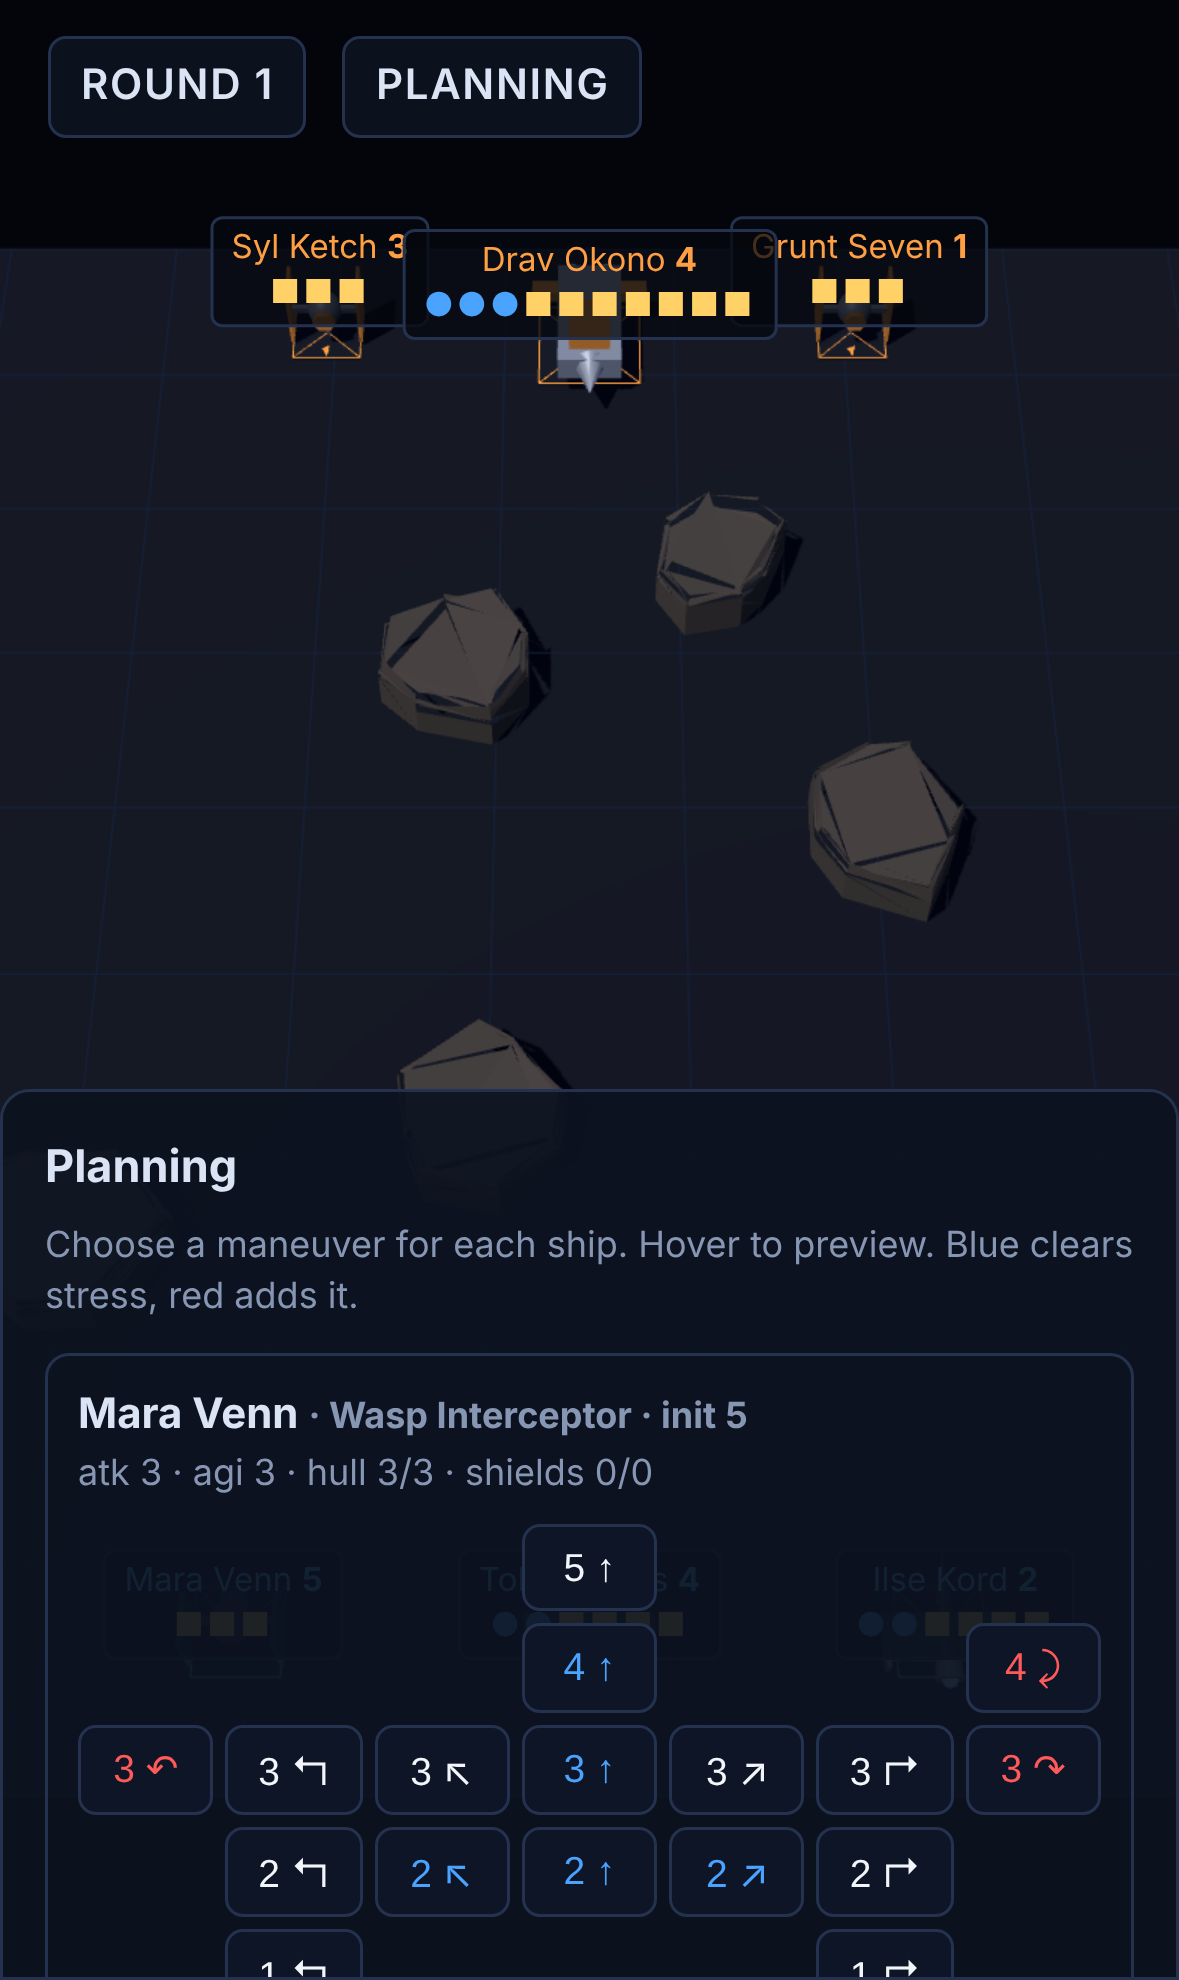 ROUND 1 PLANNING
Syl Ketch 3
Drav Okono 4
Grunt Seven 1
Planning
Choose a maneuver for each ship. Hover to preview. Blue clears
stress, red adds it.
Mara Venn · Wasp Interceptor · init 5
atk 3 · agi 3 · hull 3/3 · shields 0/0
5 ↑
Mara Venn 5
4
Ilse Kord 2
4 ↑ 4 ⤸
3 ↶ 3 ↰ 3 ↖ 3 ↑ 3 ↗ 3 ↱ 3 ↷
2 ↰ 2 ↖ 2 ↑ 2 ↗ 2 ↱
1 ↰ 1 ↱